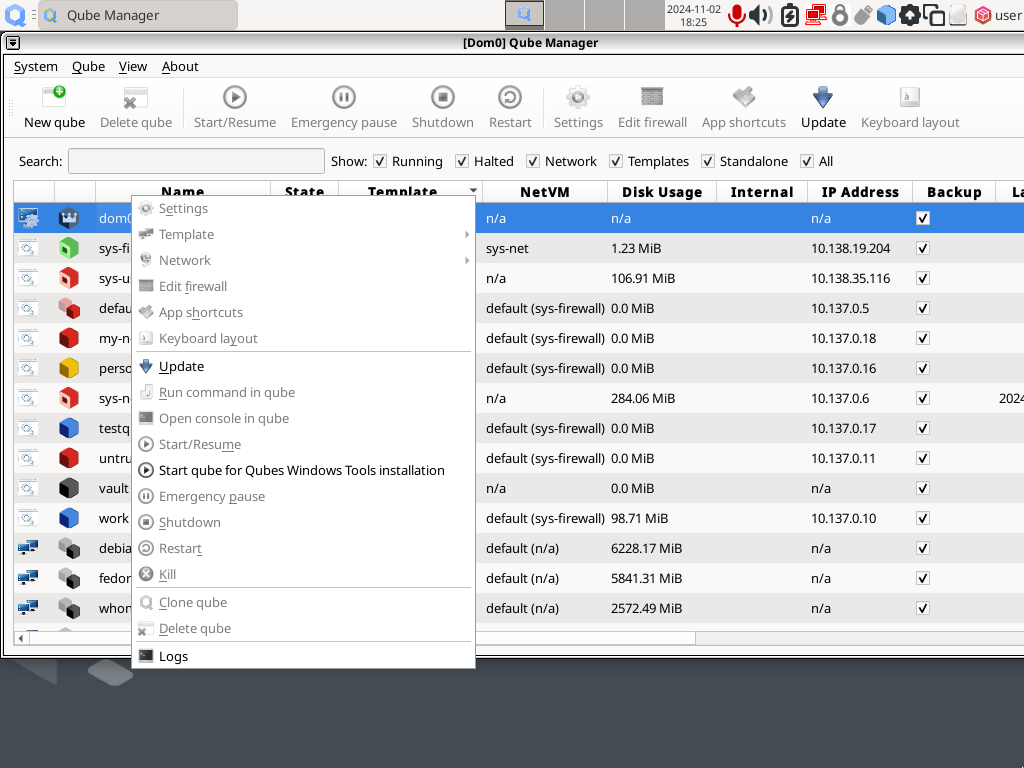 Qube Manager
2024-11-02
18:25
user
[Dom0] Qube Manager
System Qube View About
New qube Delete qube Start/Resume Emergency pause Shutdown Restart Settings Edit firewall App shortcuts Update Keyboard layout
Search: Show: Running Halted Network Templates Standalone All
Name State Template NetVM Disk Usage Internal IP Address Backup La
dom0 n/a n/a n/a
sys-fi sys-net 1.23 MiB 10.138.19.204
sys-u n/a 106.91 MiB 10.138.35.116
defau default (sys-firewall) 0.0 MiB 10.137.0.5
my-n default (sys-firewall) 0.0 MiB 10.137.0.18
perso default (sys-firewall) 0.0 MiB 10.137.0.16
sys-n n/a 284.06 MiB 10.137.0.6 2024
testq default (sys-firewall) 0.0 MiB 10.137.0.17
untru default (sys-firewall) 0.0 MiB 10.137.0.11
vault n/a 0.0 MiB n/a
work default (sys-firewall) 98.71 MiB 10.137.0.10
debia default (n/a) 6228.17 MiB n/a
fedor default (n/a) 5841.31 MiB n/a
whon default (n/a) 2572.49 MiB n/a
Settings
Template
Network
Edit firewall
App shortcuts
Keyboard layout
Update
Run command in qube
Open console in qube
Start/Resume
Start qube for Qubes Windows Tools installation
Emergency pause
Shutdown
Restart
Kill
Clone qube
Delete qube
Logs